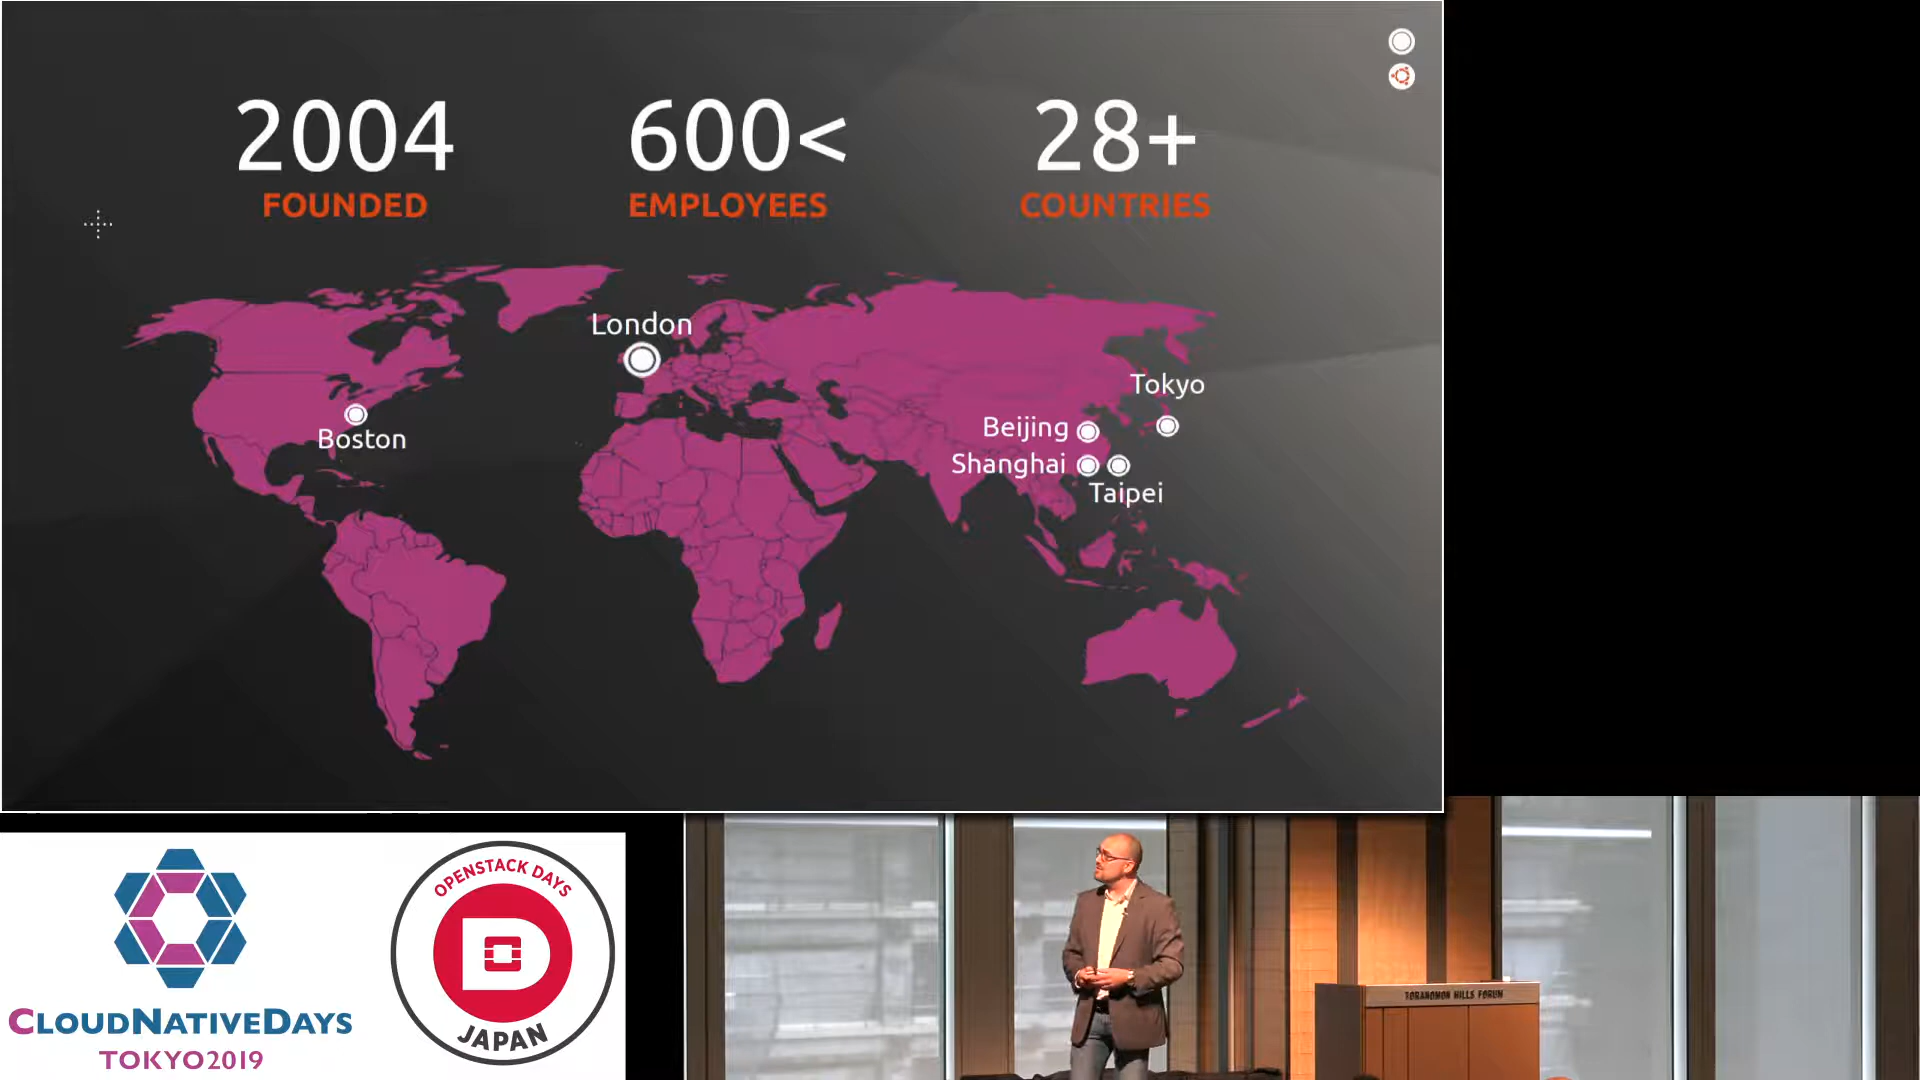 2004
FOUNDED
600<
EMPLOYEES
28+
COUNTRIES
London
Boston
Tokyo
Beijing
Shanghai
Taipei
CLOUDNATIVEDAYS
TOKYO2019
OPENSTACK DAYS
D
JAPAN
TORANOMON HILLS FORUM